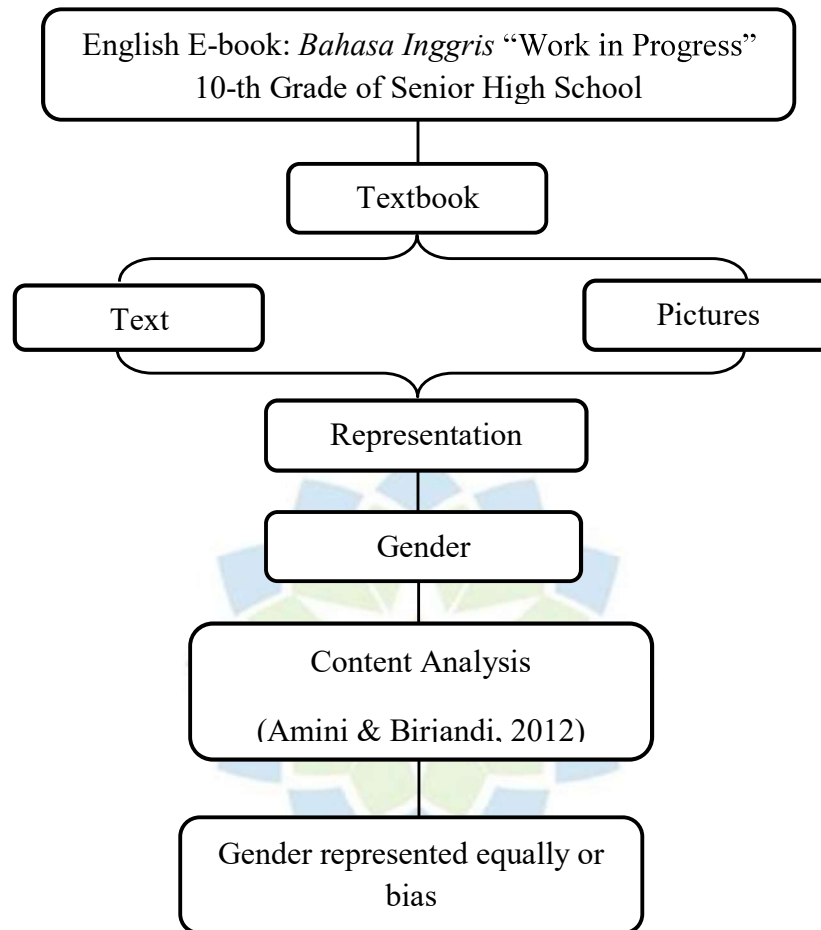 English E-book: Bahasa Inggris “Work in Progress”
10-th Grade of Senior High School
Textbook
Text
Pictures
Representation
Gender
Content Analysis
(Amini & Birjandi, 2012)
Gender represented equally or
bias